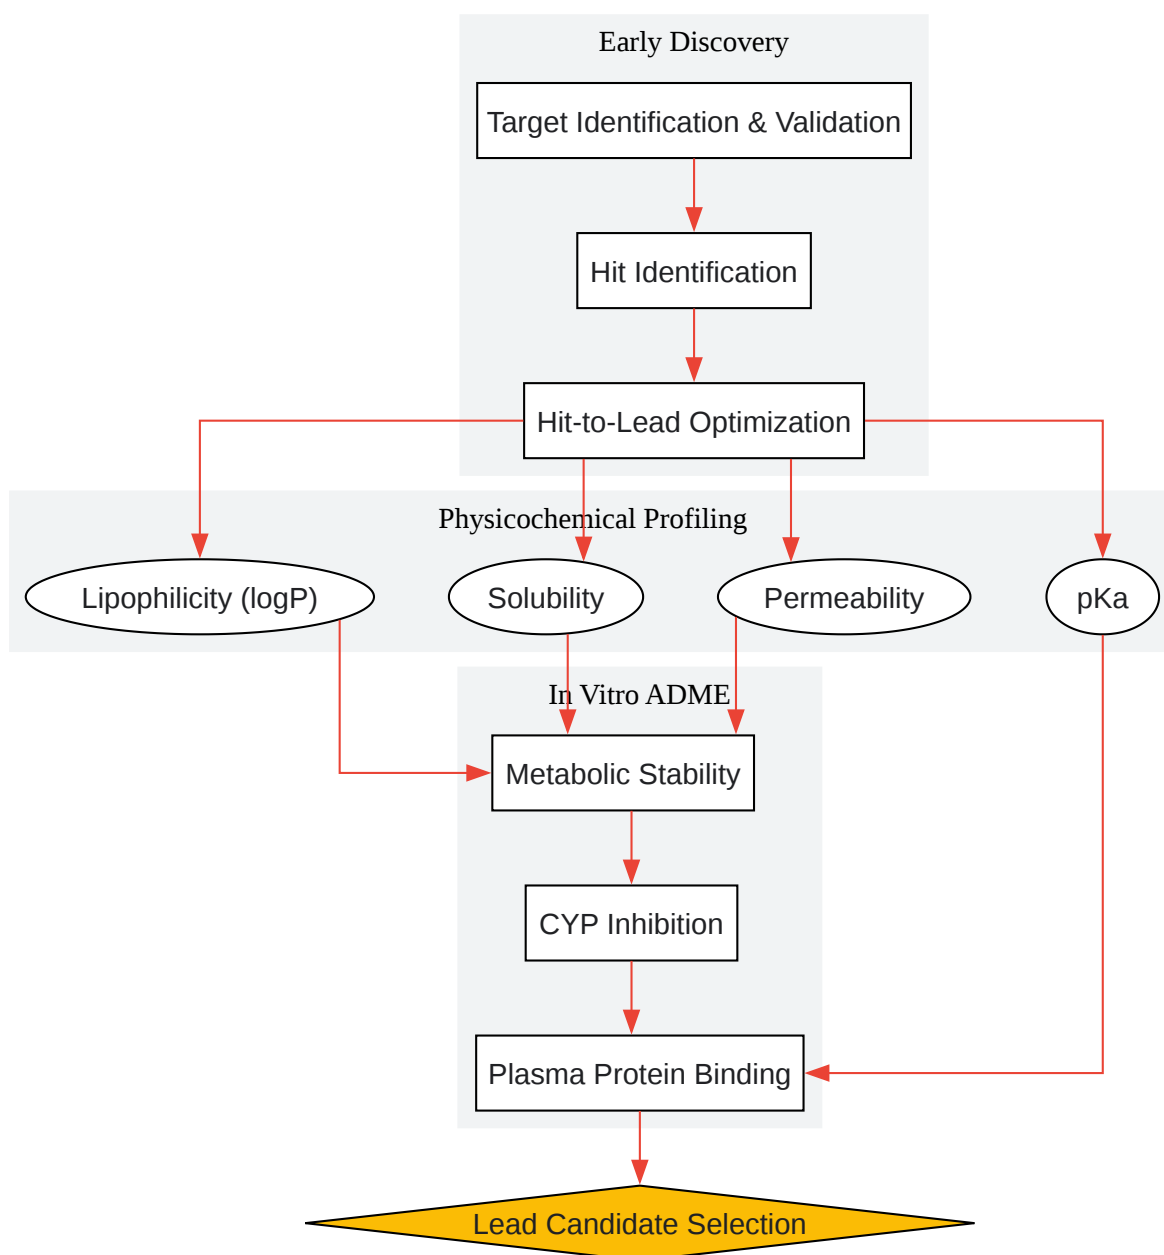 Early Discovery
Target Identification & Validation
Hit Identification
Hit-to-Lead Optimization
Physicochemical Profiling
Lipophilicity (logP)
Solubility
Permeability
pKa
In Vitro ADME
Metabolic Stability
CYP Inhibition
Plasma Protein Binding
Lead Candidate Selection